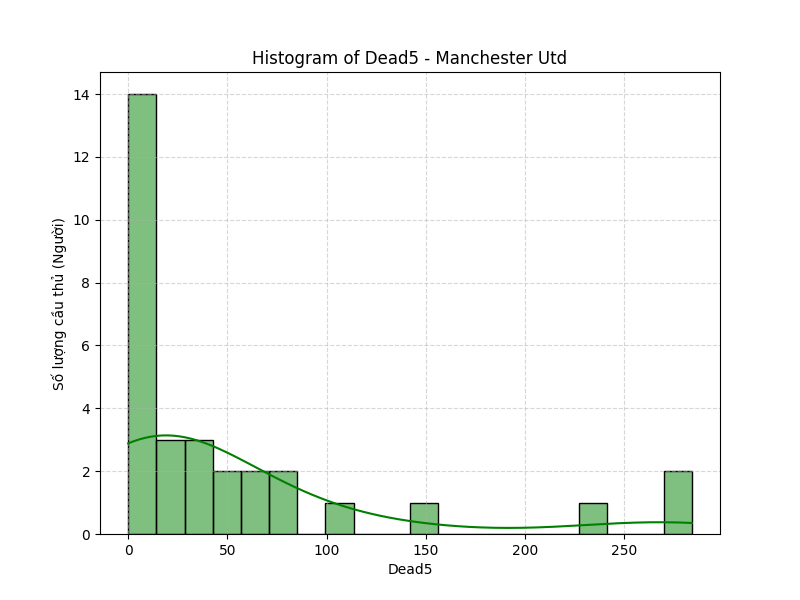 Histogram of Dead5 - Manchester Utd
Số lượng cầu thủ (Người)
14
12
10
8
6
4
2
0
0 50 100 150 200 250
Dead5